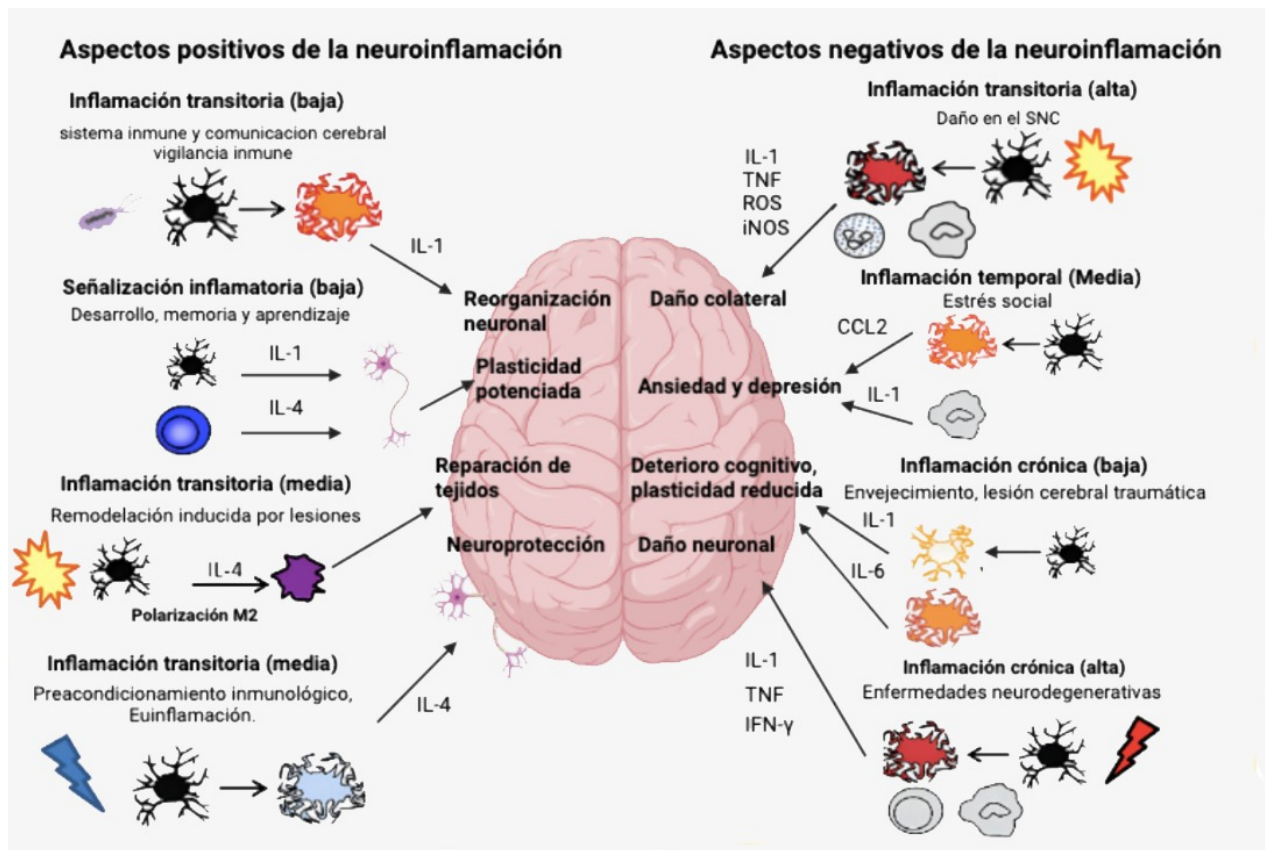 Aspectos positivos de la neuroinflamación
Inflamación transitoria (baja)
sistema inmune y comunicacion cerebral
vigilancia inmune
IL-1
Señalización inflamatoria (baja)
Desarrollo, memoria y aprendizaje
IL-1
IL-4
Inflamación transitoria (media)
Remodelación inducida por lesiones
IL-4
Polarización M2
Inflamación transitoria (media)
Preacondicionamiento inmunológico,
Euinflamación.
IL-4
Reorganización
neuronal
Plasticidad
potenciada
Reparación de
tejidos
Neuroprotección
Aspectos negativos de la neuroinflamación
Inflamación transitoria (alta)
Daño en el SNC
IL-1
TNF
ROS
iNOS
Daño colateral
Inflamación temporal (Media)
Estrés social
CCL2
IL-1
Ansiedad y depresión
Inflamación crónica (baja)
Envejecimiento, lesión cerebral traumática
IL-1
IL-6
Deterioro cognitivo,
plasticidad reducida
Inflamación crónica (alta)
Enfermedades neurodegenerativas
IL-1
TNF
IFN-γ
Daño neuronal